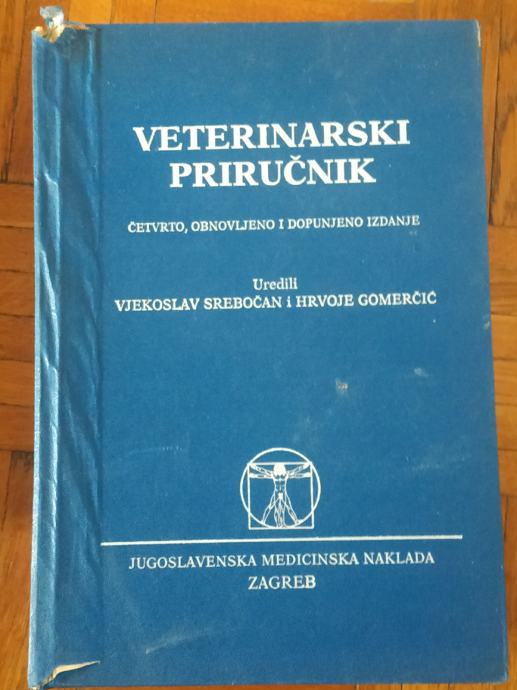 VETERINARSKI
PRIRUČNIK
ČETVRTO, OBNOVLJENO I DOPUNJENO IZDANJE
Uredili
VJEKOSLAV SREBOČAN i HRVOJE GOMERČIĆ
JUGOSLAVENSKA MEDICINSKA NAKLADA
ZAGREB